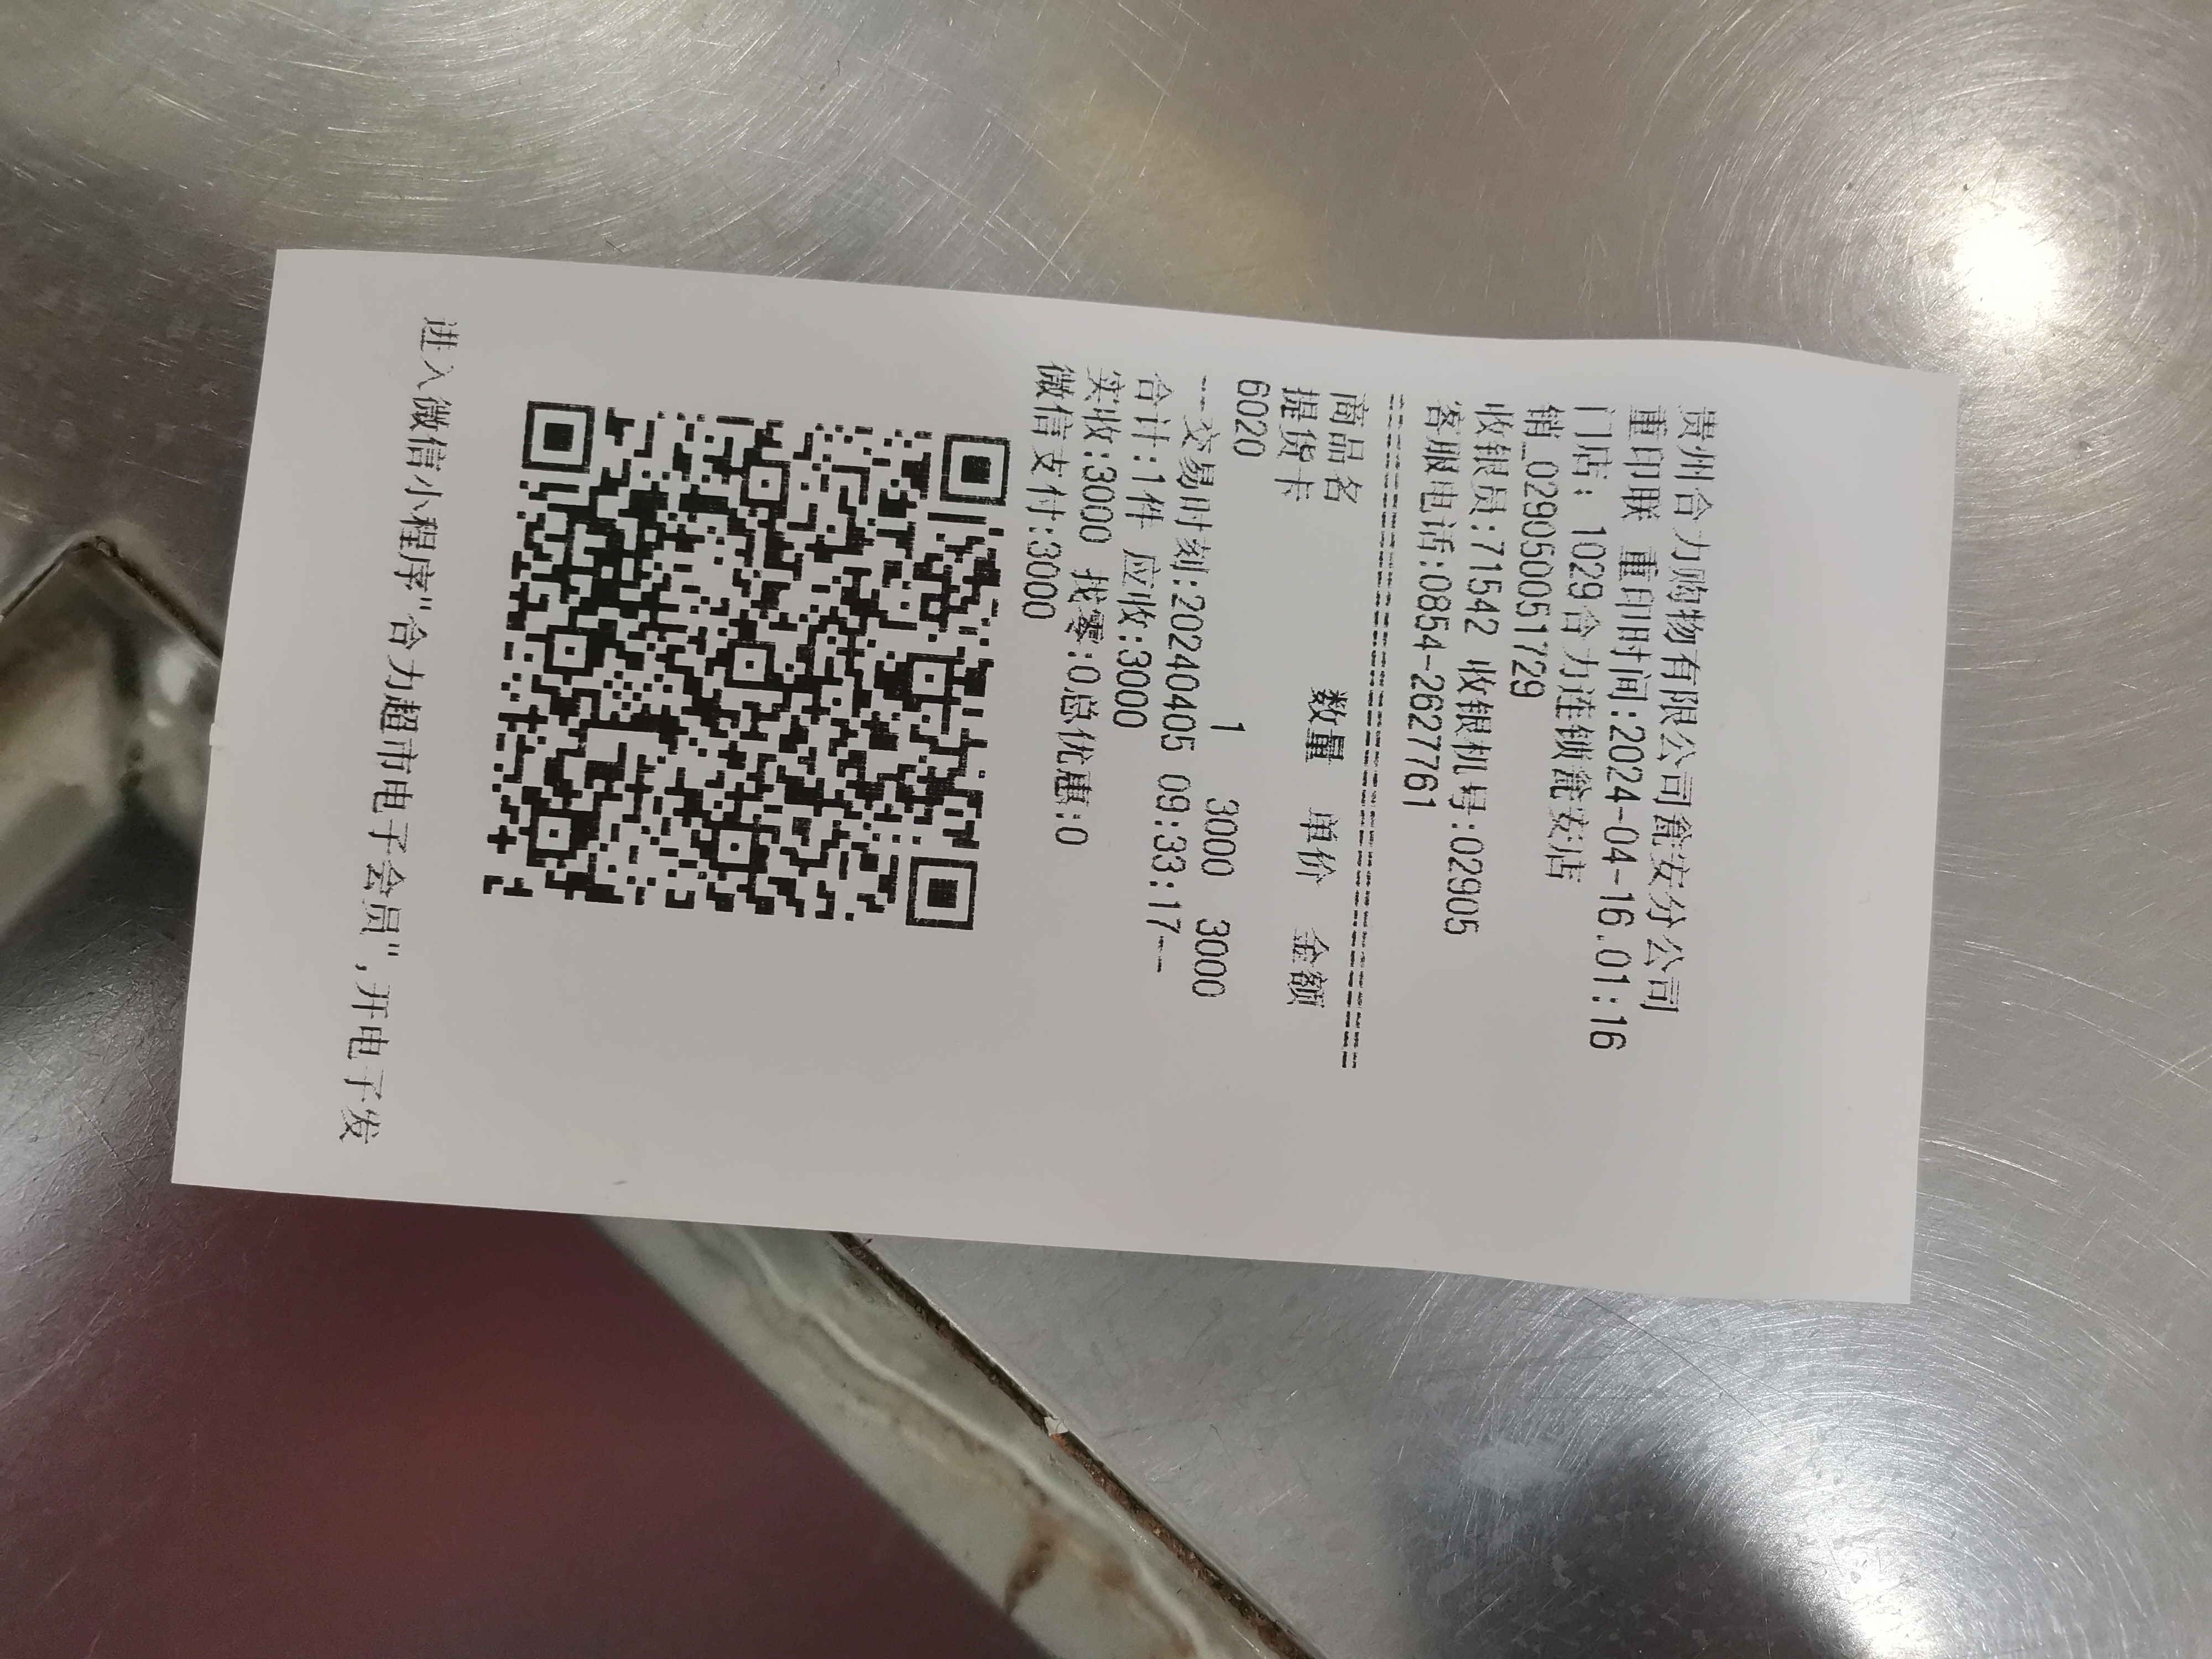 贵州合力购物有限公司瓮安分公司
重印联 重印时间:2024-04-16.01:16
门店: 1029合力连锁瓮安店
销_029050051729
收银员:71542 收银机号:02905
客服电话:0854-2627761
================================
商品名 数量 单价 金额
提货卡
6020 1 3000 3000
--交易时刻:20240405 09:33:17--
合计:1件 应收:3000
实收:3000 找零:0总优惠:0
微信支付:3000
进入微信小程序"合力超市电子会员",开电子发